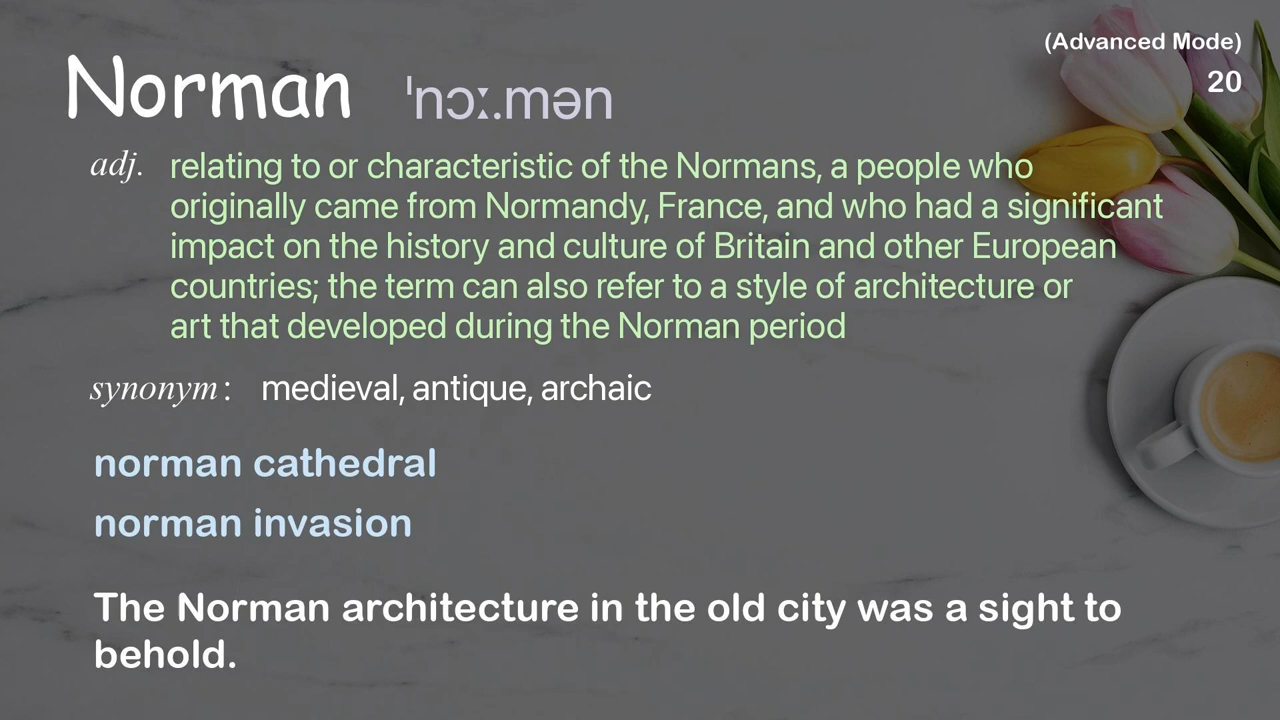 (Advanced Mode)
20
Norman ˈnɔː.mən
adj. relating to or characteristic of the Normans, a people who
originally came from Normandy, France, and who had a significant
impact on the history and culture of Britain and other European
countries; the term can also refer to a style of architecture or
art that developed during the Norman period
synonym: medieval, antique, archaic
norman cathedral
norman invasion
The Norman architecture in the old city was a sight to
behold.